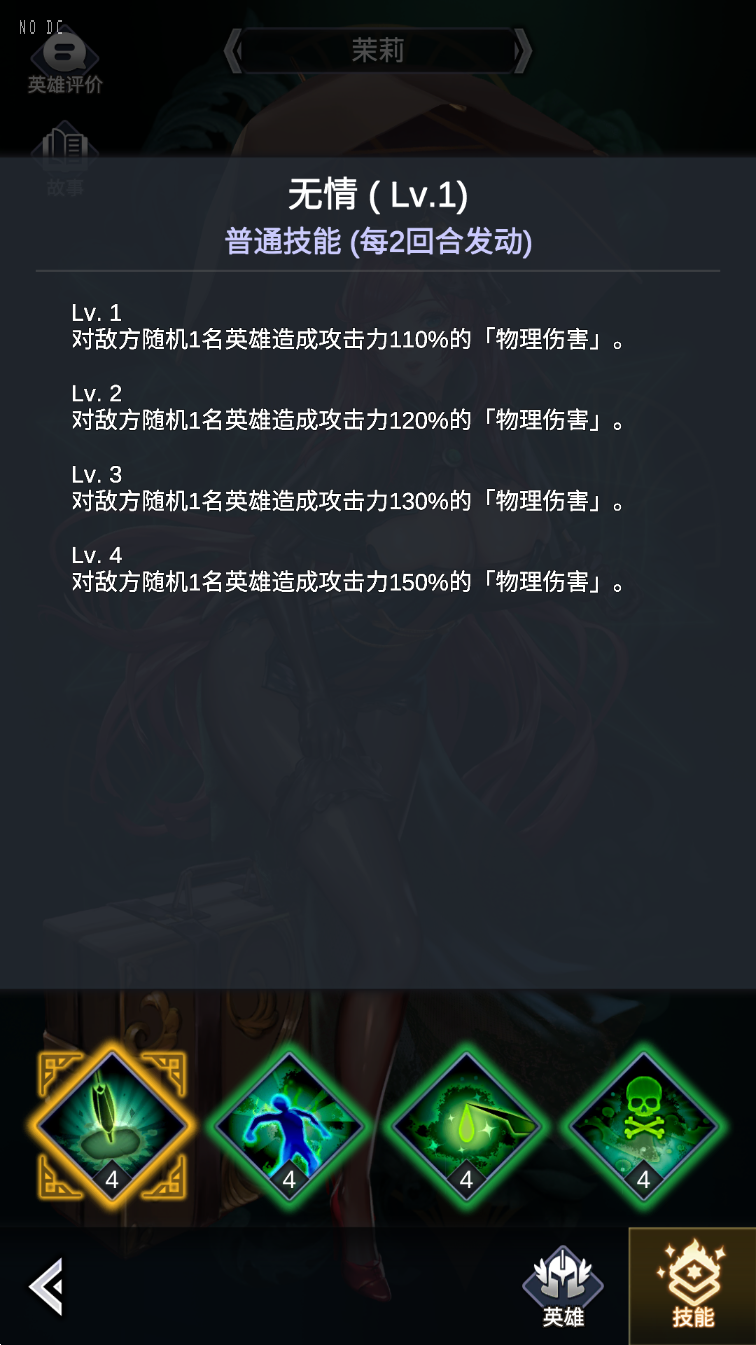 NO DC
英雄评价
茉莉
故事
无情 ( Lv.1)
普通技能 (每2回合发动)
Lv. 1
对敌方随机1名英雄造成攻击力110%的「物理伤害」。
Lv. 2
对敌方随机1名英雄造成攻击力120%的「物理伤害」。
Lv. 3
对敌方随机1名英雄造成攻击力130%的「物理伤害」。
Lv. 4
对敌方随机1名英雄造成攻击力150%的「物理伤害」。
4 4 4 4
英雄 技能